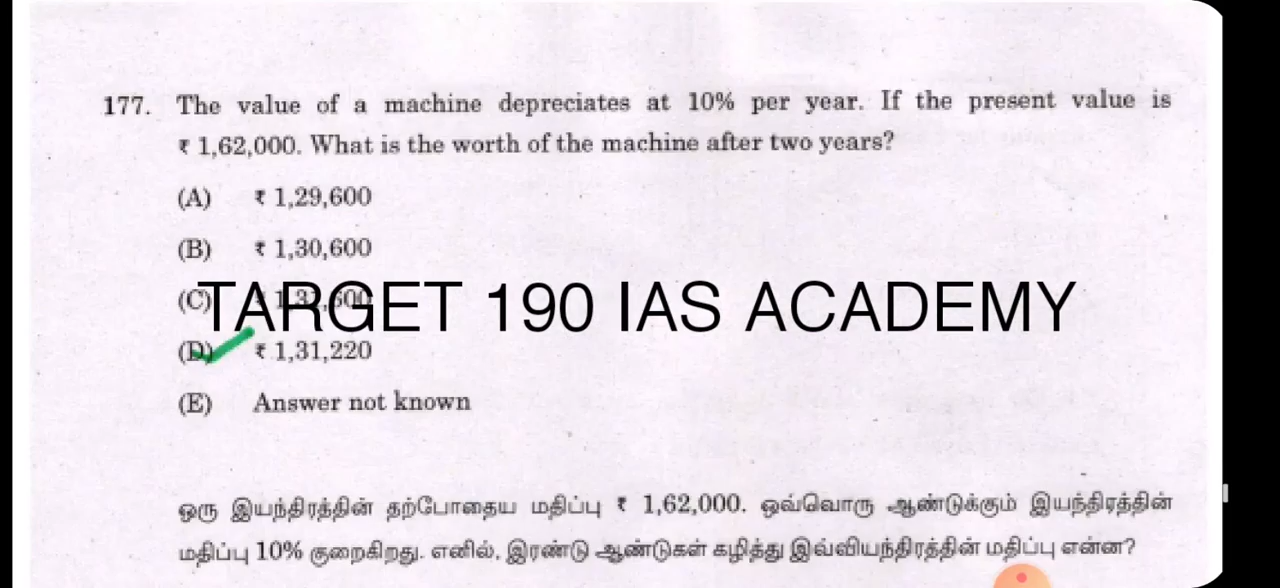 177. The value of a machine depreciates at 10% per year. If the present value is
₹ 1,62,000. What is the worth of the machine after two years?
(A) ₹ 1,29,600
(B) ₹ 1,30,600
(C)
TARGET 190 IAS ACADEMY
(D) ₹ 1,31,220
(E) Answer not known
ஒரு இயந்திரத்தின் தற்போதைய மதிப்பு ₹ 1,62,000. ஒவ்வொரு ஆண்டுக்கும் இயந்திரத்தின்
மதிப்பு 10% குறைகிறது. எனில், இரண்டு ஆண்டுகள் கழித்து இவ்வியந்திரத்தின் மதிப்பு என்ன?